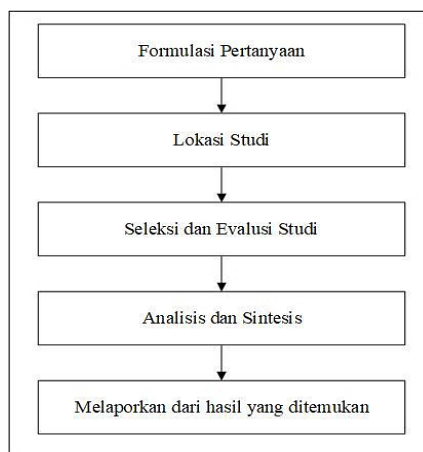 Formulasi Pertanyaan
Lokasi Studi
Seleksi dan Evalusi Studi
Analisis dan Sintesis
Melaporkan dari hasil yang ditemukan